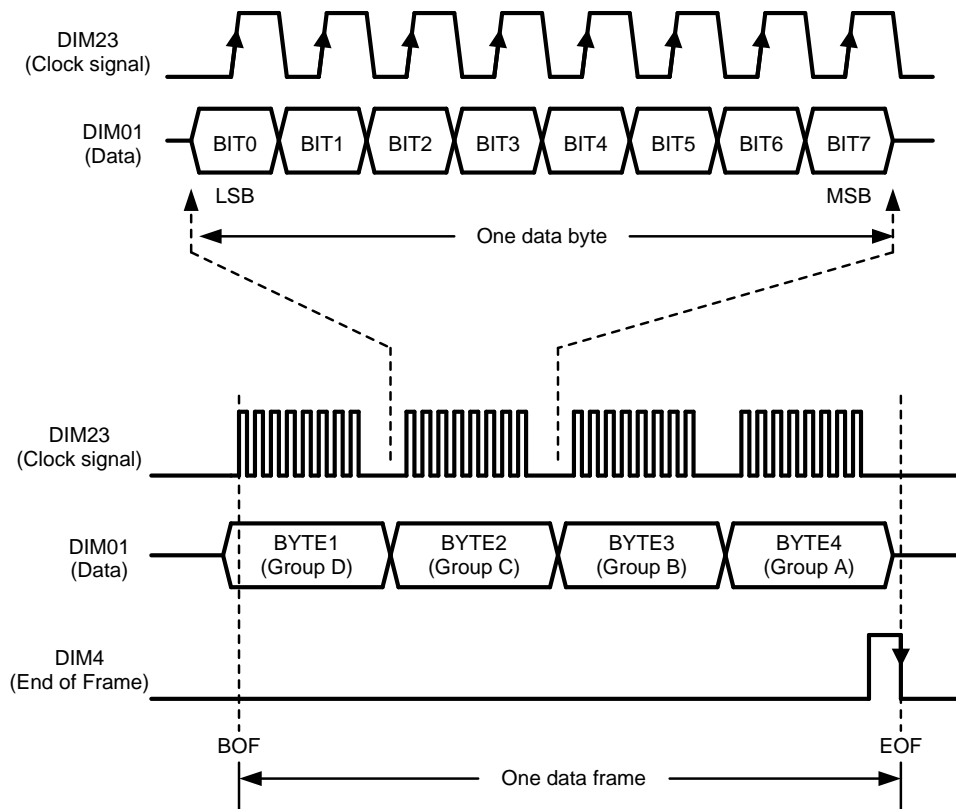 DIM23
(Clock signal)
DIM01
(Data)
BIT0 BIT1 BIT2 BIT3 BIT4 BIT5 BIT6 BIT7
LSB MSB
One data byte
DIM23
(Clock signal)
DIM01
(Data)
BYTE1 BYTE2 BYTE3 BYTE4
(Group D) (Group C) (Group B) (Group A)
DIM4
(End of Frame)
BOF EOF
One data frame